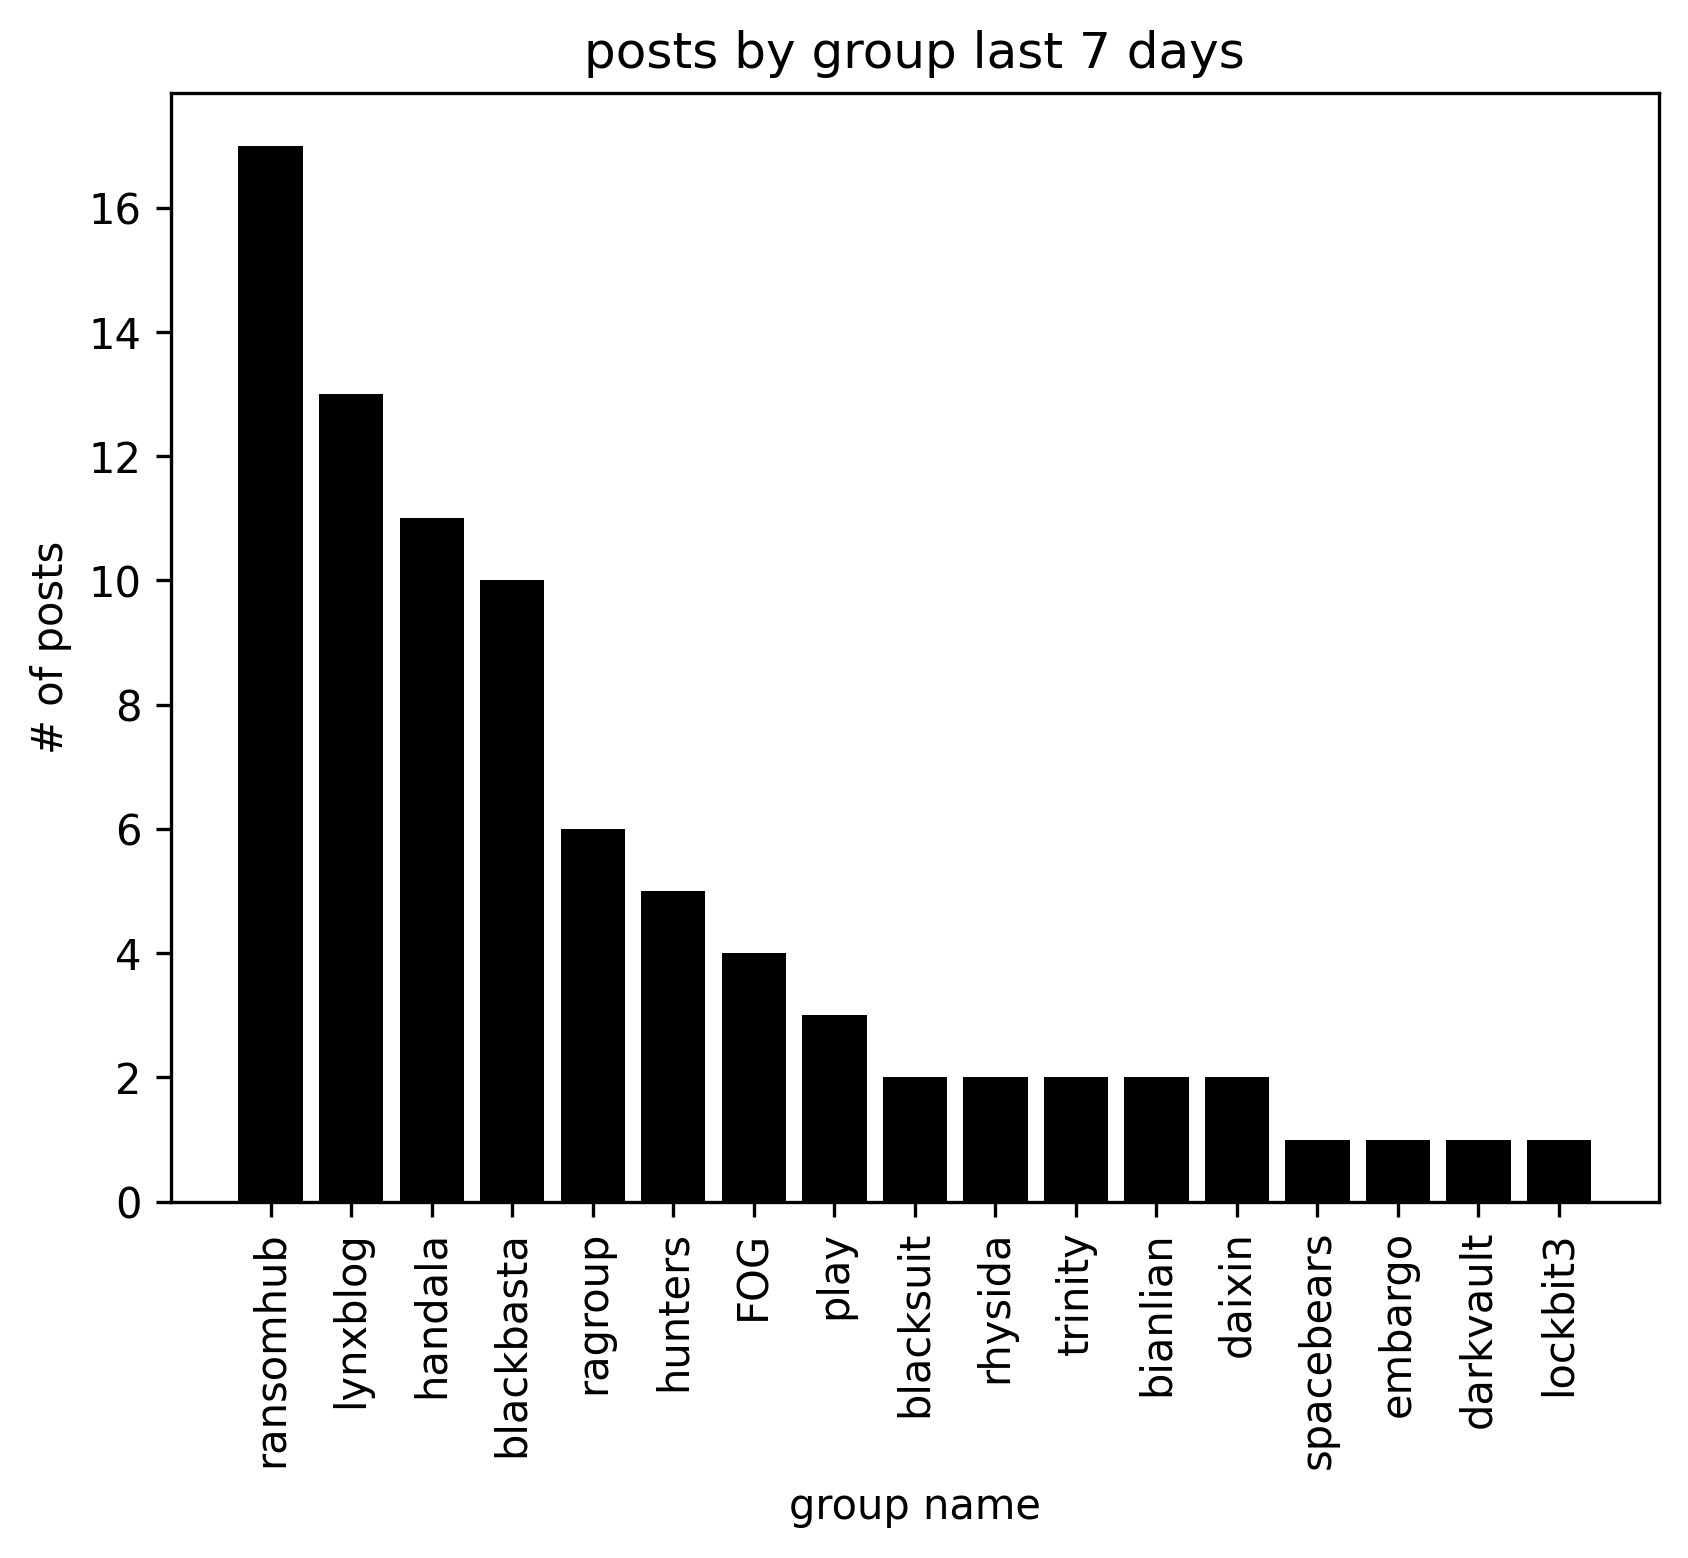 posts by group last 7 days
# of posts
16
14
12
10
8
6
4
2
0
ransomhub
lynxblog
handala
blackbasta
ragroup
hunters
FOG
play
blacksuit
rhysida
trinity
bianlian
daixin
spacebears
embargo
darkvault
lockbit3
group name